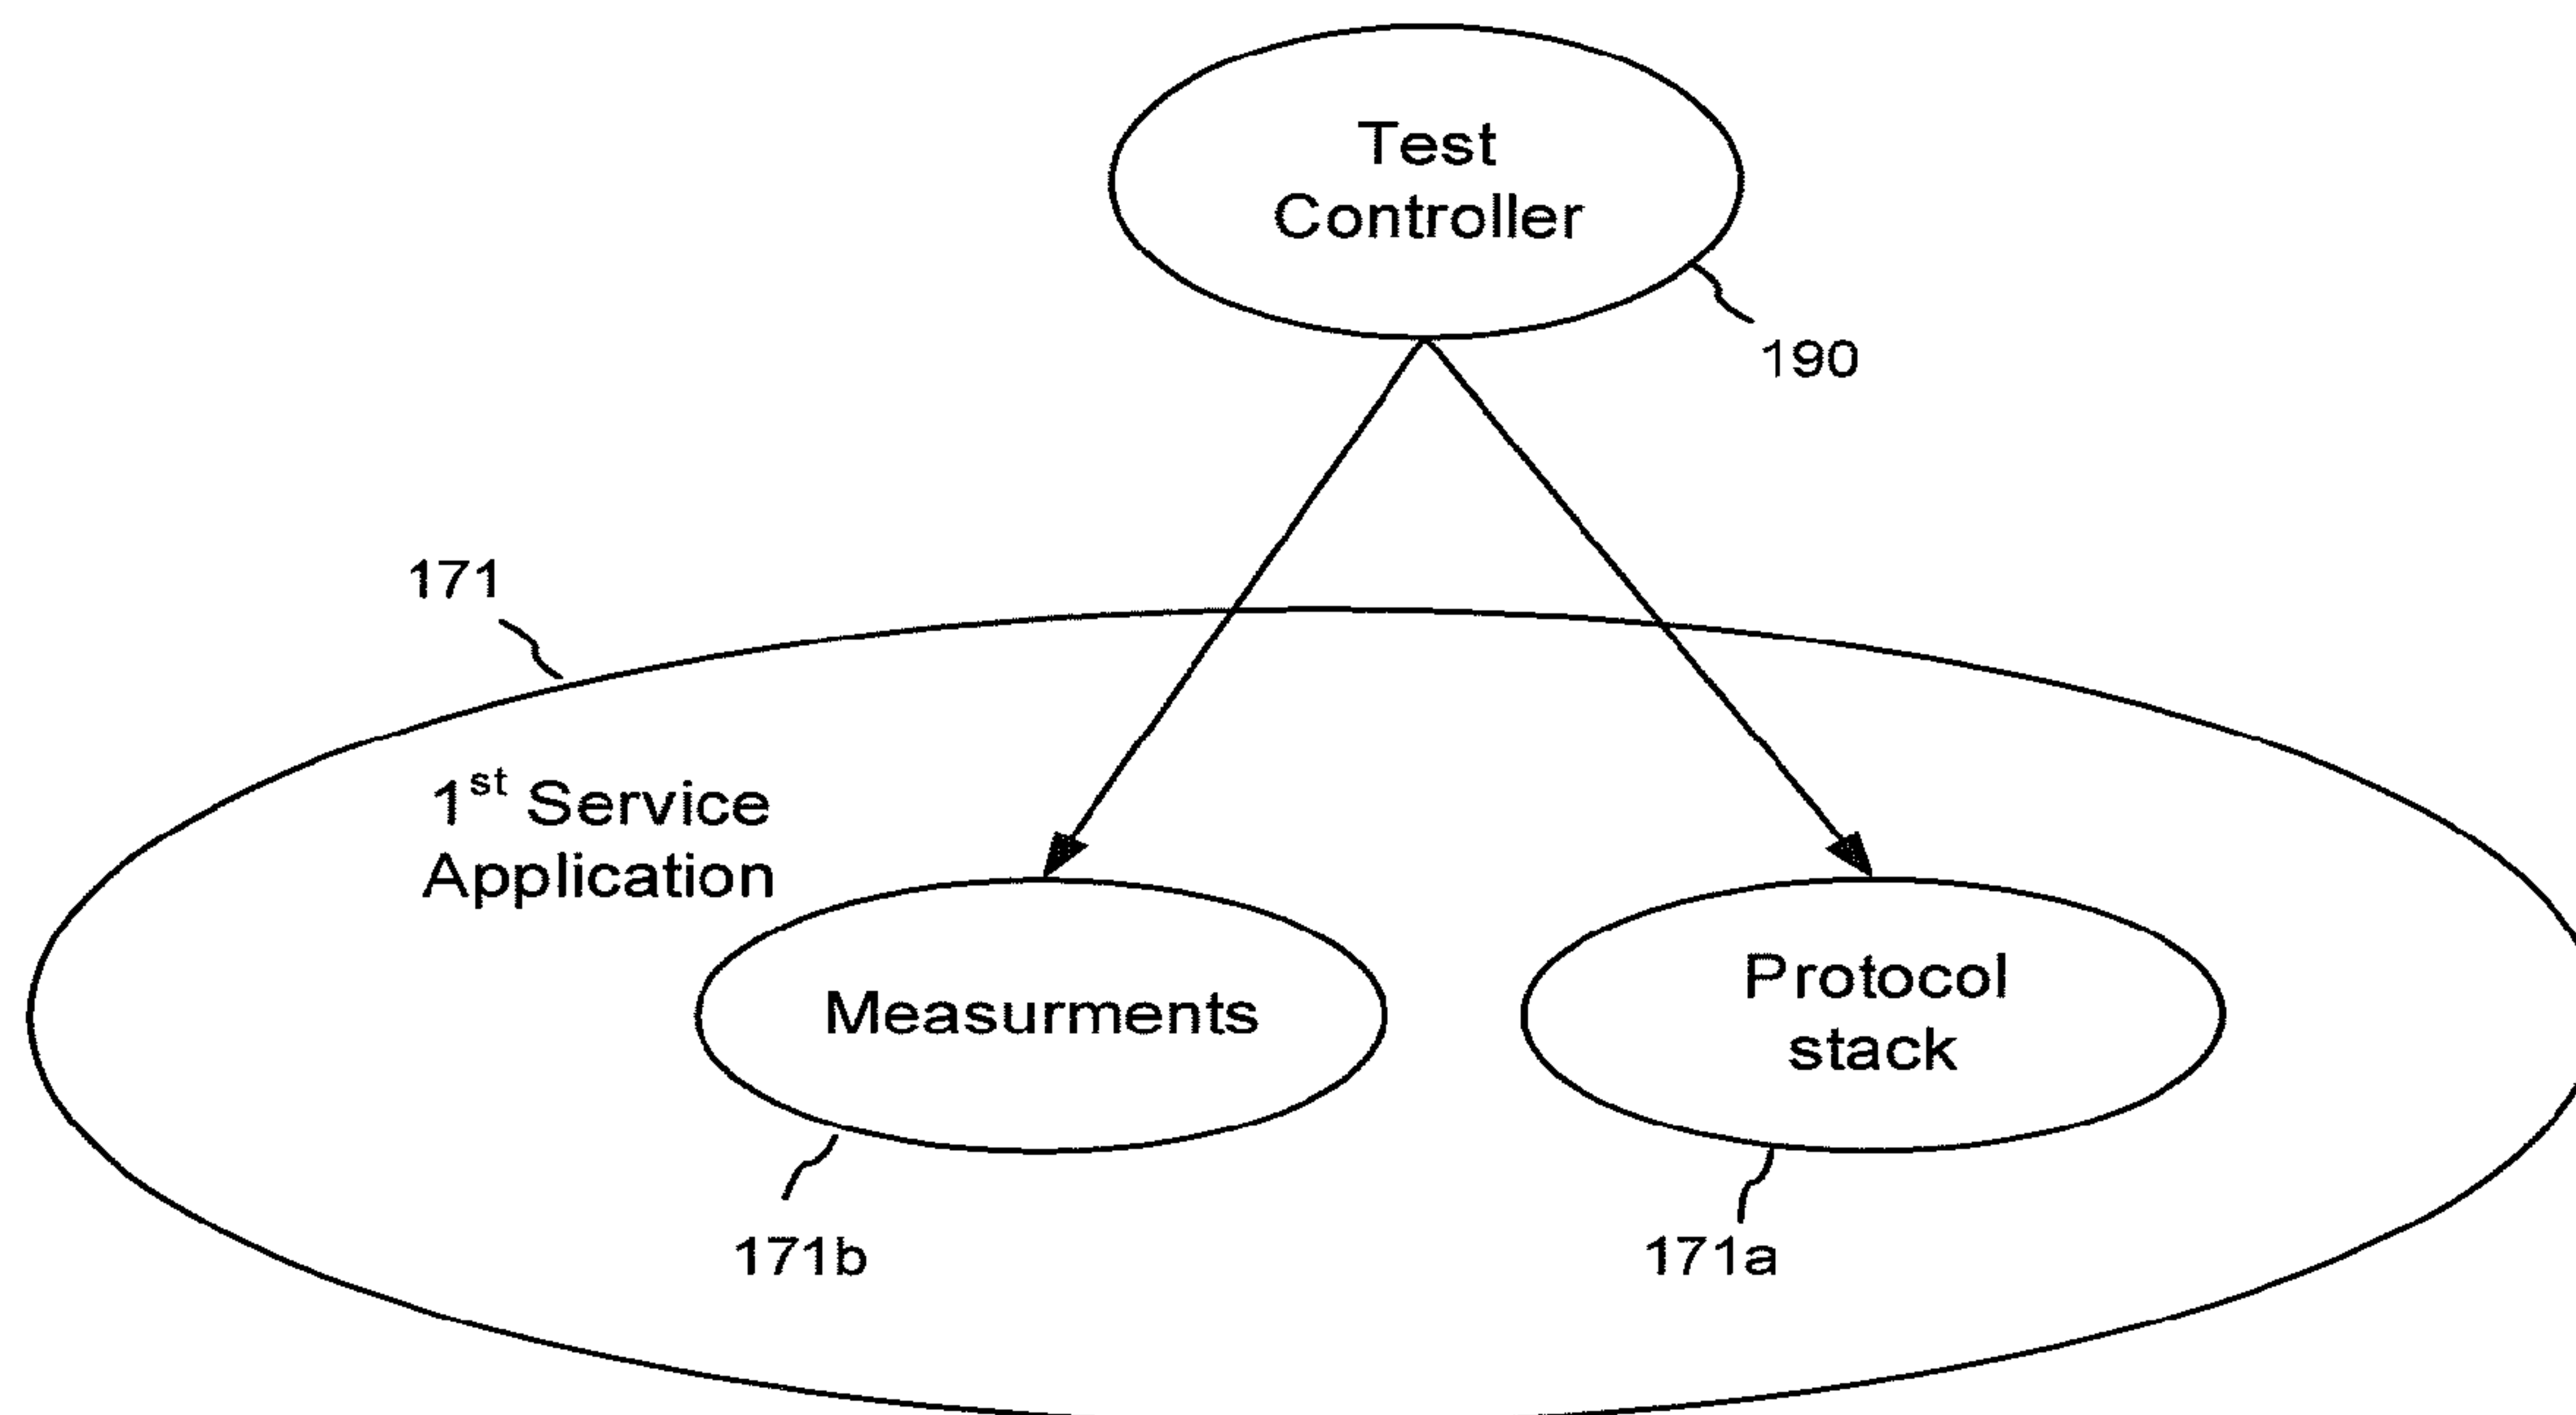 Test
Controller
190
171
1st Service
Application
Measurments
Protocol
stack
171b
171a